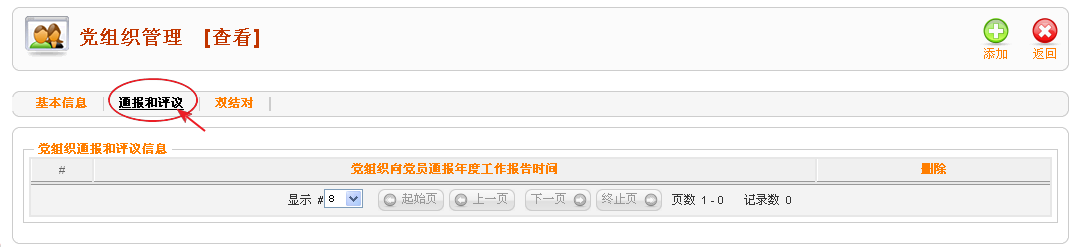 党组织管理 [查看]
添加 返回
基本信息 通报和评议 双结对
党组织通报和评议信息
# 党组织向党员通报年度工作报告时间 删除
显示 # 8 起始页 上一页 下一页 终止页 页数 1 - 0 记录数 0